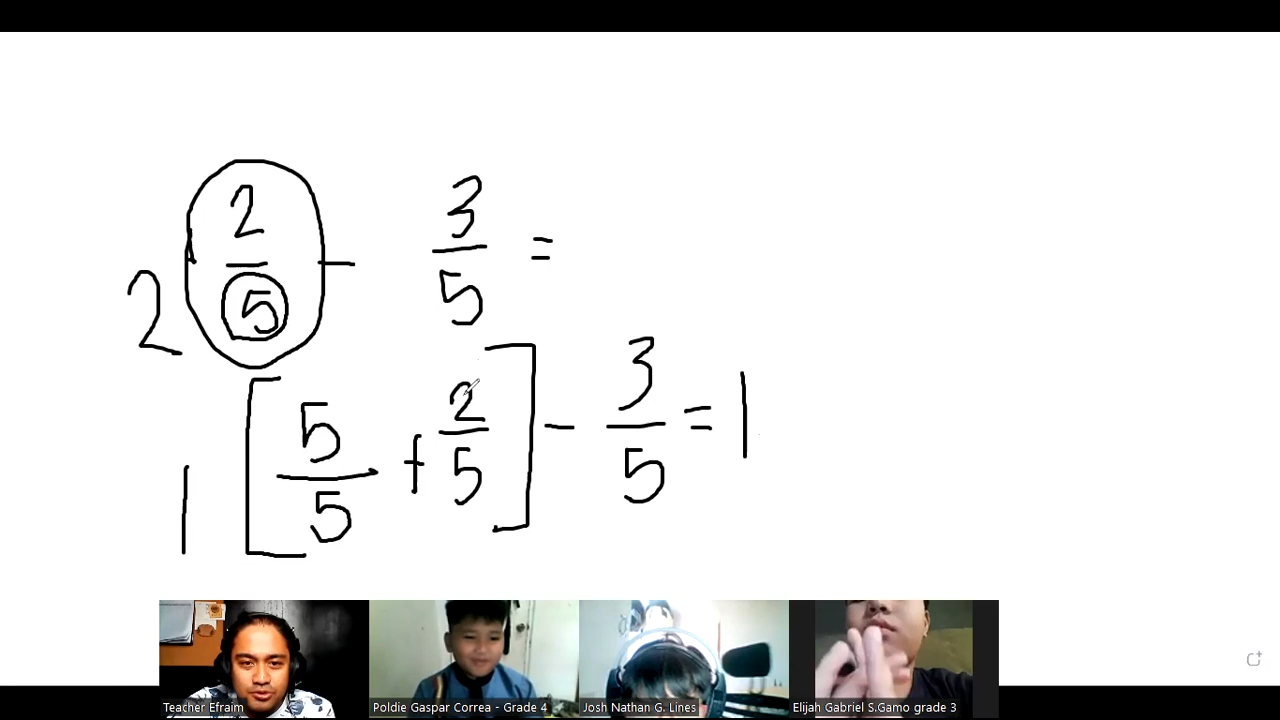 2 2/5 - 3/5 =
1 [5/5 + 2/5] - 3/5 = 1
Teacher Efraim
Poldie Gaspar Correa - Grade 4
Josh Nathan G. Lines
Elijah Gabriel S.Gamo grade 3